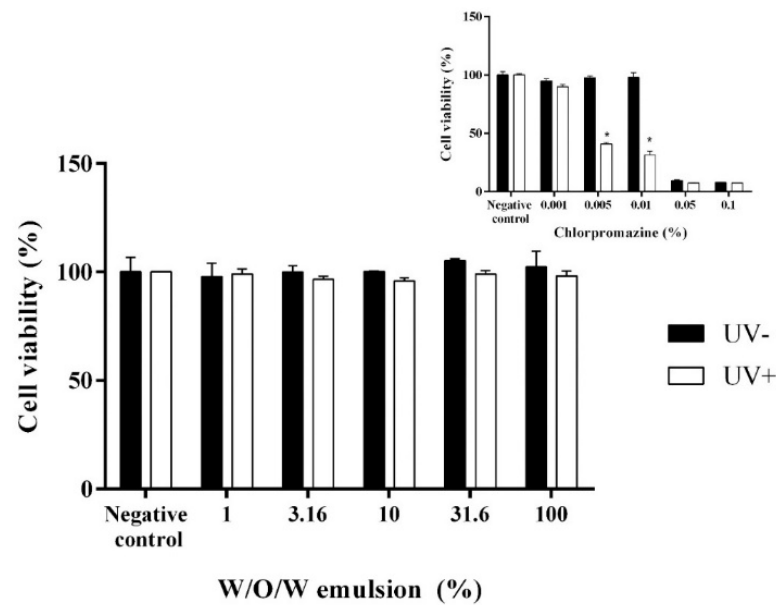 Cell viability (%)
150
100
50
0
*
*
Negative control
0.001
0.005
0.01
0.05
0.1
Chlorpromazine (%)
Cell viability (%)
150
100
50
0
Negative control
1
3.16
10
31.6
100
W/O/W emulsion (%)
UV-
UV+